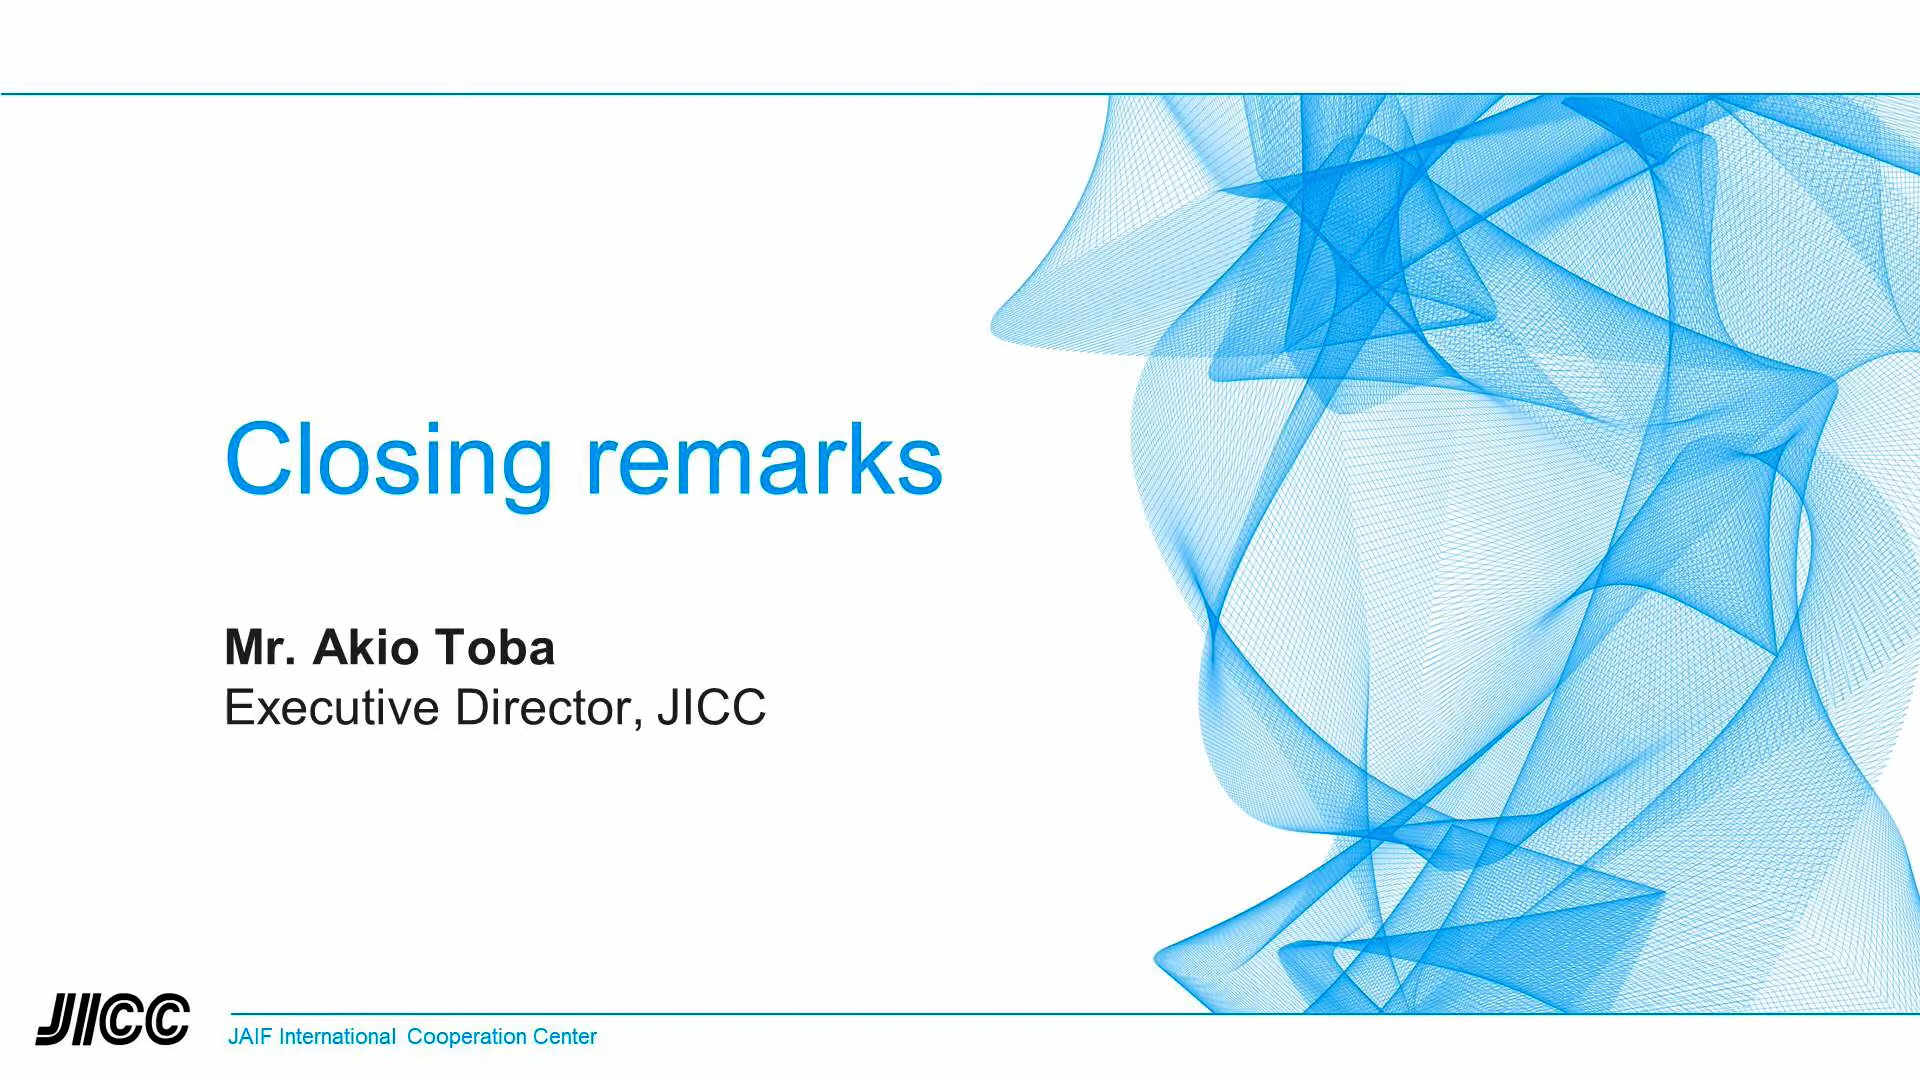 Closing remarks
Mr. Akio Toba
Executive Director, JICC
JICC
JAIF International Cooperation Center